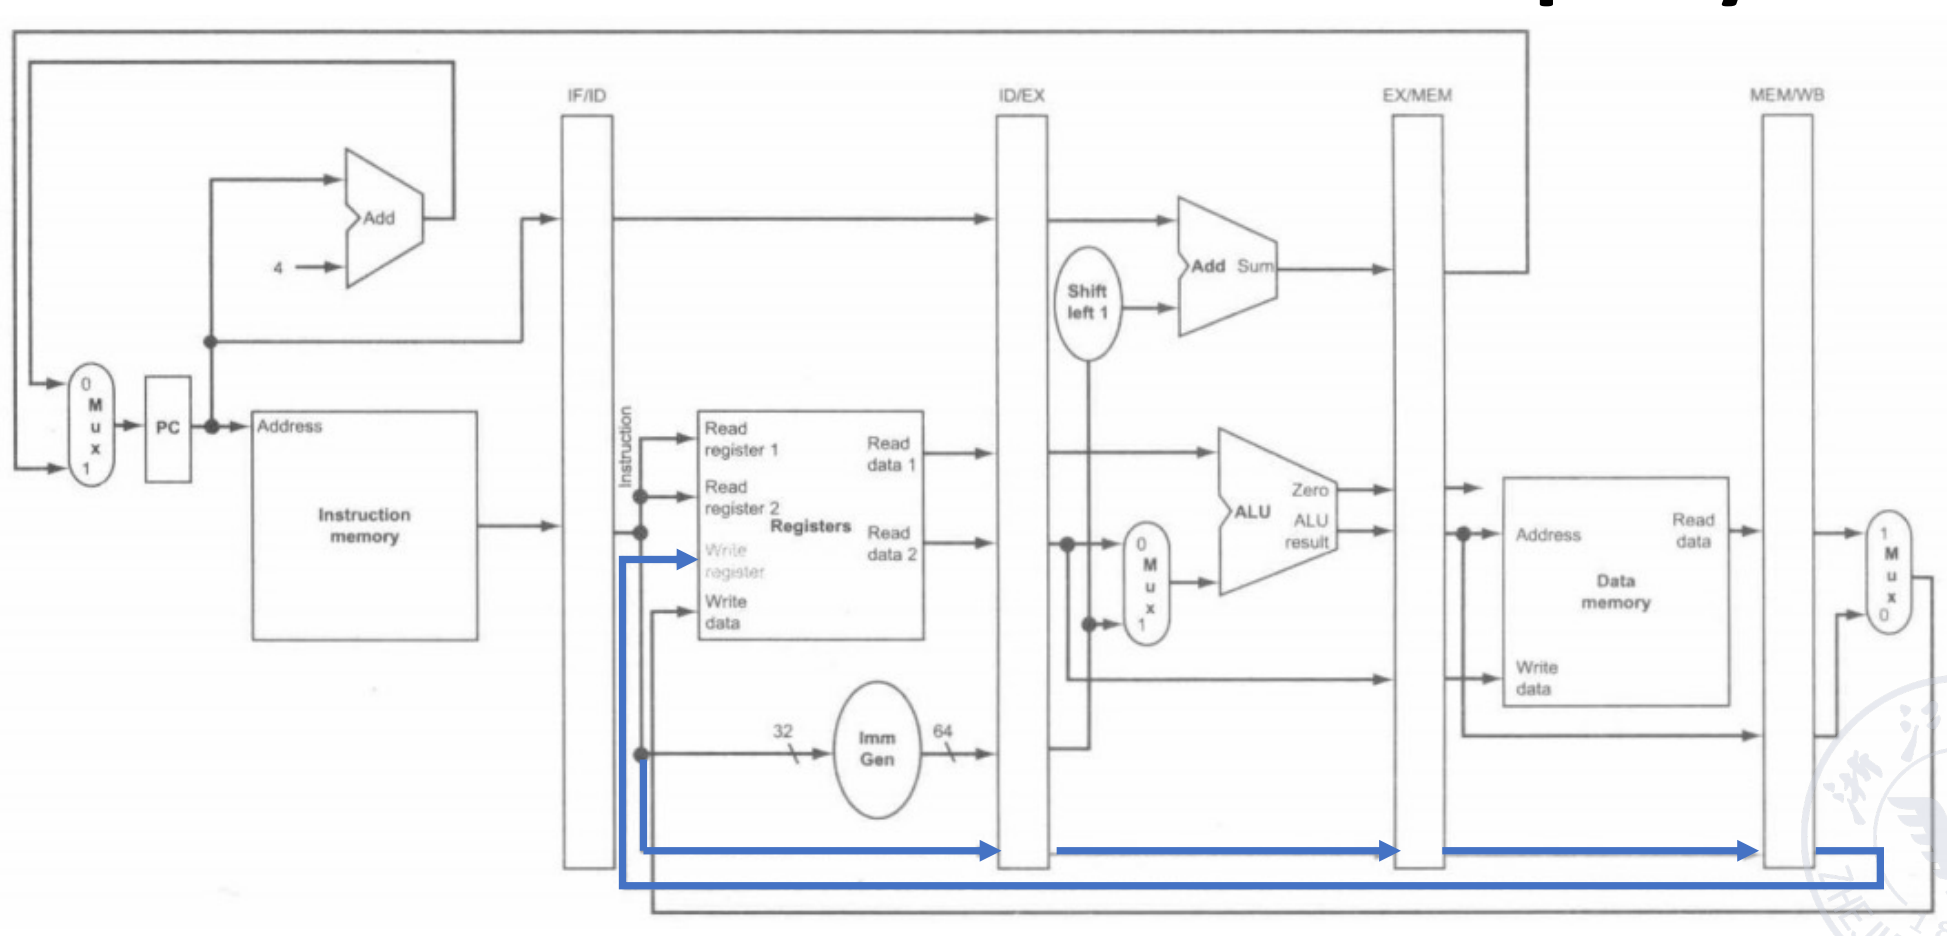 IF/ID
ID/EX
EX/MEM
MEM/WB
Add
4
Add Sum
Shift
left 1
0
M
u
x
1
PC
Address
Instruction
memory
Instruction
Read
register 1
Read
register 2
Registers
Write
register
Write
data
Read
data 1
Read
data 2
Zero
ALU
ALU
result
0
M
u
x
1
Address
Read
data
Data
memory
Write
data
1
M
u
x
0
32
Imm
Gen
64